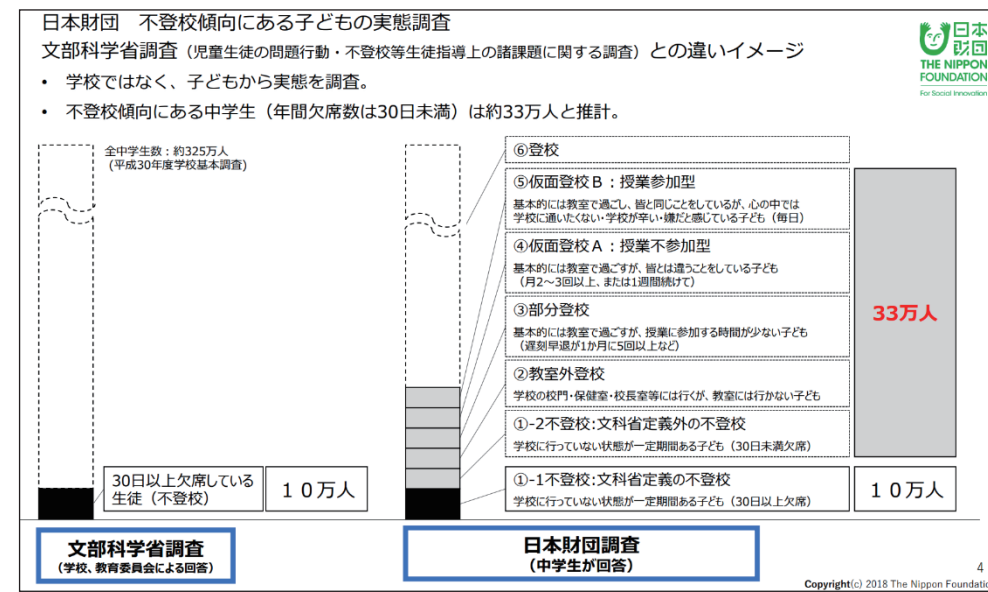 日本財団　不登校傾向にある子どもの実態調査
文部科学省調査（児童生徒の問題行動・不登校等生徒指導上の諸課題に関する調査）との違いイメージ
• 学校ではなく、子どもから実態を調査。
• 不登校傾向にある中学生（年間欠席数は30日未満）は約33万人と推計。
日本
財団
THE NIPPON
FOUNDATION
For Social Innovation
全中学生数：約325万人
(平成30年度学校基本調査)
30日以上欠席している
生徒（不登校）
１０万人
⑥登校
⑤仮面登校Ｂ：授業参加型
基本的には教室で過ごし、皆と同じことをしているが、心の中では
学校に通いたくない・学校が辛い・嫌だと感じている子ども（毎日）
④仮面登校Ａ：授業不参加型
基本的には教室で過ごすが、皆とは違うことをしている子ども
（月2～3回以上、または1週間続けて）
③部分登校
基本的には教室で過ごすが、授業に参加する時間が少ない子ども
（遅刻早退が1か月に5回以上など）
②教室外登校
学校の校門・保健室・校長室等には行くが、教室には行かない子ども
①-2不登校:文科省定義外の不登校
学校に行っていない状態が一定期間ある子ども（30日未満欠席）
33万人
①-1不登校:文科省定義の不登校
学校に行っていない状態が一定期間ある子ども（30日以上欠席）
１０万人
文部科学省調査
（学校、教育委員会による回答）
日本財団調査
（中学生が回答）
4
Copyright(c) 2018 The Nippon Foundatio